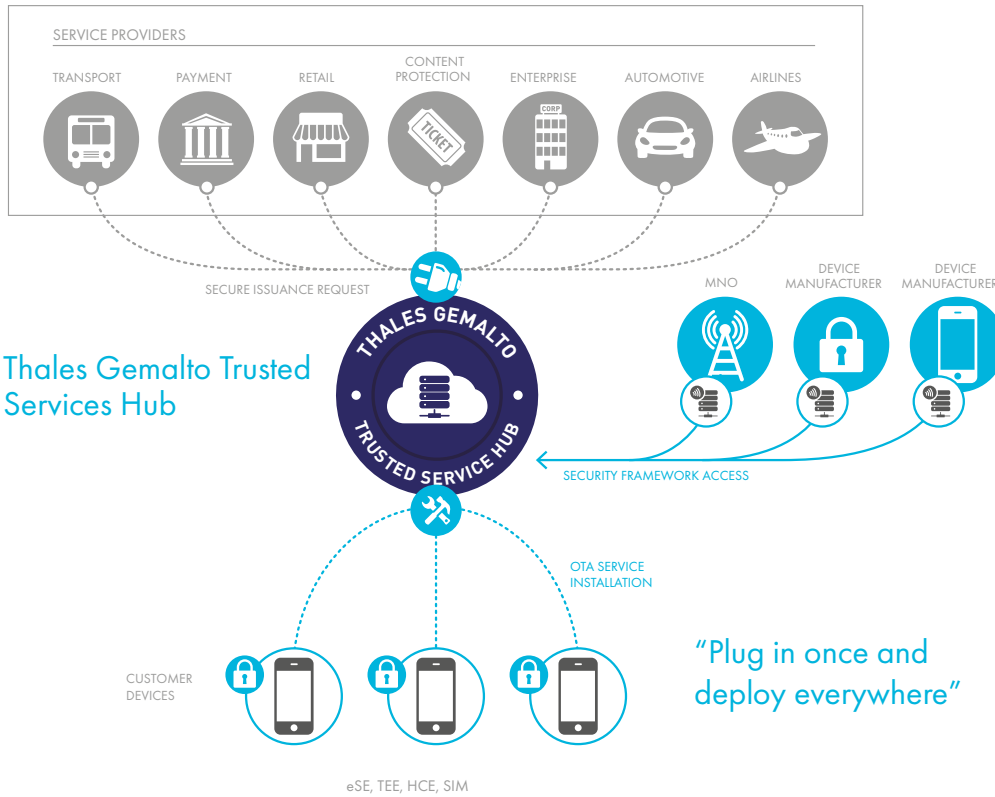 SERVICE PROVIDERS
TRANSPORT
PAYMENT
RETAIL
CONTENT
PROTECTION
ENTERPRISE
AUTOMOTIVE
AIRLINES
TICKET
CORP
SECURE ISSUANCE REQUEST
MNO
DEVICE
MANUFACTURER
DEVICE
MANUFACTURER
THALES GEMALTO
TRUSTED SERVICE HUB
Thales Gemalto Trusted
Services Hub
SECURITY FRAMEWORK ACCESS
OTA SERVICE
INSTALLATION
CUSTOMER
DEVICES
“Plug in once and
deploy everywhere”
eSE, TEE, HCE, SIM